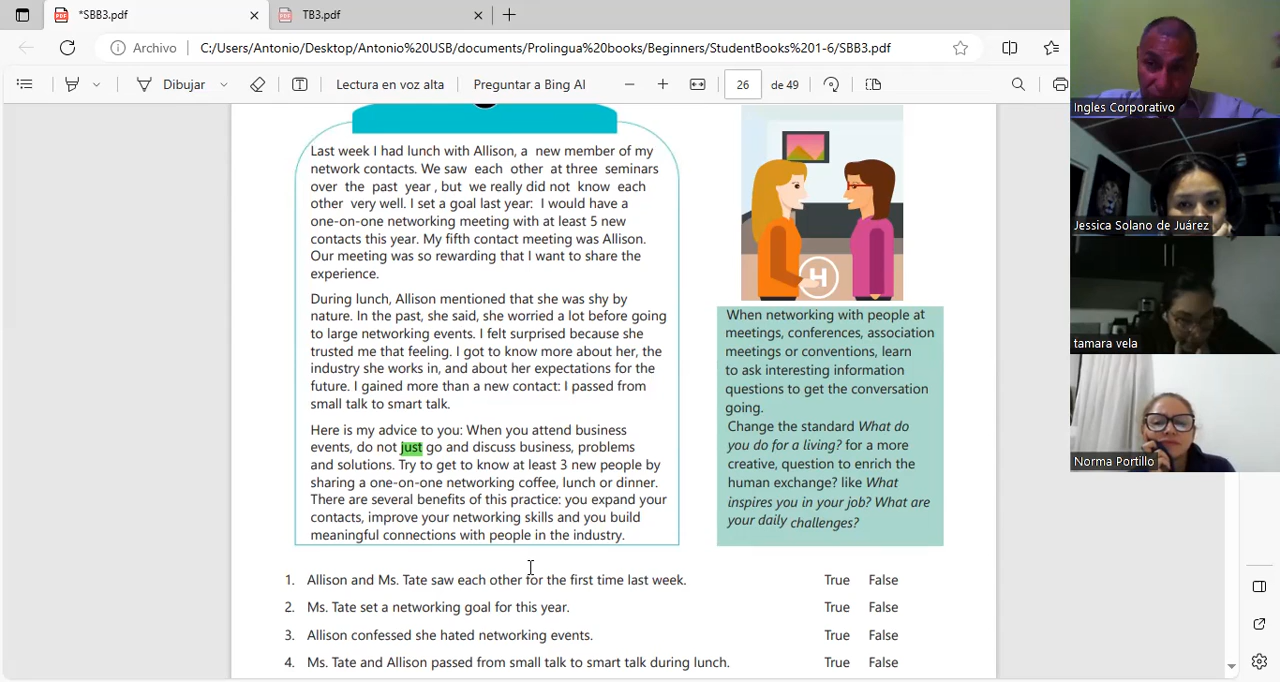 *SBB3.pdf
TB3.pdf
Archivo
C:/Users/Antonio/Desktop/Antonio%20USB/documents/Prolingua%20books/Beginners/StudentBooks%201-6/SBB3.pdf
Dibujar
Lectura en voz alta
Preguntar a Bing AI
26
de 49
Last week I had lunch with Allison, a new member of my
network contacts. We saw each other at three seminars
over the past year , but we really did not know each
other very well. I set a goal last year: I would have a
one-on-one networking meeting with at least 5 new
contacts this year. My fifth contact meeting was Allison.
Our meeting was so rewarding that I want to share the
experience.
During lunch, Allison mentioned that she was shy by
nature. In the past, she said, she worried a lot before going
to large networking events. I felt surprised because she
trusted me that feeling. I got to know more about her, the
industry she works in, and about her expectations for the
future. I gained more than a new contact: I passed from
small talk to smart talk.
Here is my advice to you: When you attend business
events, do not just go and discuss business, problems
and solutions. Try to get to know at least 3 new people by
sharing a one-on-one networking coffee, lunch or dinner.
There are several benefits of this practice: you expand your
contacts, improve your networking skills and you build
meaningful connections with people in the industry.
H
When networking with people at
meetings, conferences, association
meetings or conventions, learn
to ask interesting information
questions to get the conversation
going.
Change the standard What do
you do for a living? for a more
creative, question to enrich the
human exchange? like What
inspires you in your job? What are
your daily challenges?
1. Allison and Ms. Tate saw each other for the first time last week. True False
2. Ms. Tate set a networking goal for this year. True False
3. Allison confessed she hated networking events. True False
4. Ms. Tate and Allison passed from small talk to smart talk during lunch. True False
Ingles Corporativo
Jessica Solano de Juárez
tamara vela
Norma Portillo